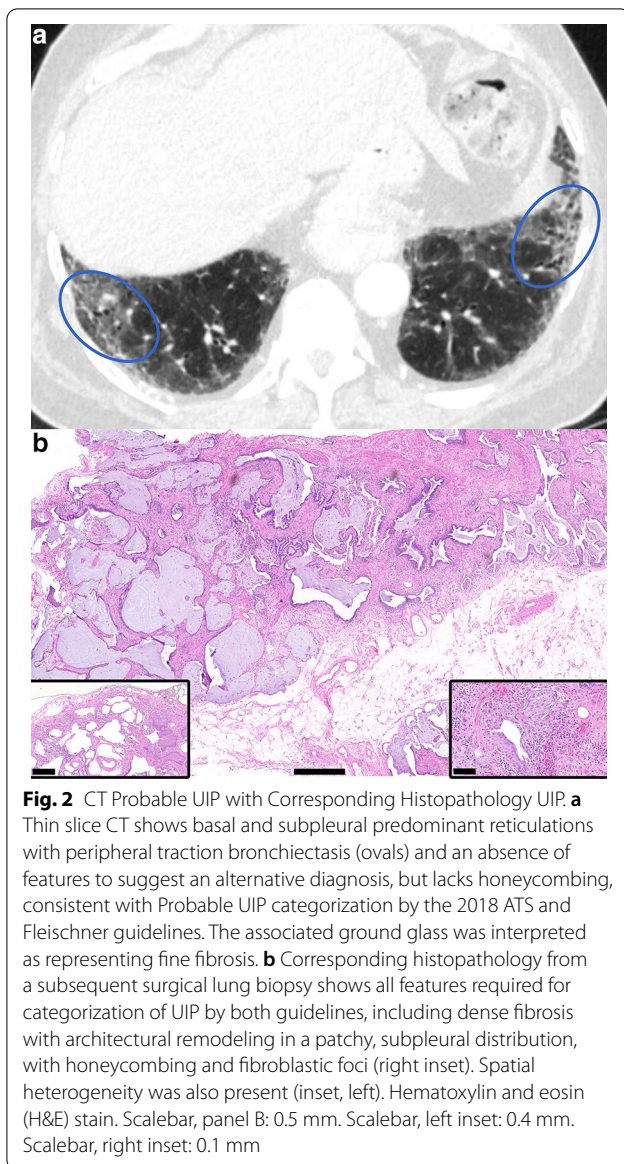 a
b
Fig. 2 CT Probable UIP with Corresponding Histopathology UIP. a
Thin slice CT shows basal and subpleural predominant reticulations
with peripheral traction bronchiectasis (ovals) and an absence of
features to suggest an alternative diagnosis, but lacks honeycombing,
consistent with Probable UIP categorization by the 2018 ATS and
Fleischner guidelines. The associated ground glass was interpreted
as representing fine fibrosis. b Corresponding histopathology from
a subsequent surgical lung biopsy shows all features required for
categorization of UIP by both guidelines, including dense fibrosis
with architectural remodeling in a patchy, subpleural distribution,
with honeycombing and fibroblastic foci (right inset). Spatial
heterogeneity was also present (inset, left). Hematoxylin and eosin
(H&E) stain. Scalebar, panel B: 0.5 mm. Scalebar, left inset: 0.4 mm.
Scalebar, right inset: 0.1 mm